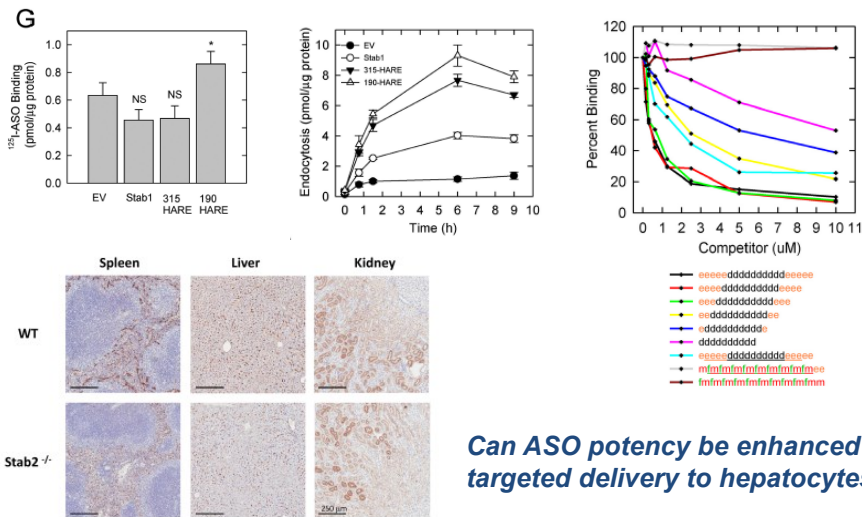 G
¹²⁵I-ASO Binding
(pmol/µg protein)
1.0
0.8
0.6
0.4
0.2
0.0
NS
NS
*
EV
Stab1
315
HARE
190
HARE
Endocytosis (pmol/µg protein)
10
8
6
4
2
0
EV
Stab1
315-HARE
190-HARE
0 1 2 3 4 5 6 7 8 9 10
Time (h)
Percent Binding
120
100
80
60
40
20
0
0 1 2 3 4 5 6 7 8 9 10 11
Competitor (uM)
eeeeeddddddddddeeeee
eeeeddddddddddeeee
eeeddddddddddeee
eeddddddddddee
edddddddddde
dddddddddd
eeeeeddddddddddeeeee
mfmfmfmfmfmfmfmfmfee
fmfmfmfmfmfmfmfmfmfmm
Spleen
Liver
Kidney
WT
Stab2 -/-
250 µm
Can ASO potency be enhanced
targeted delivery to hepatocytes